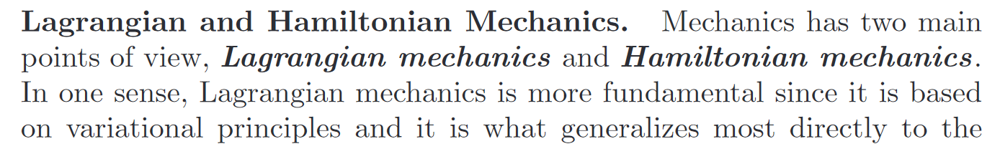 Lagrangian and Hamiltonian Mechanics. Mechanics has two main
points of view, Lagrangian mechanics and Hamiltonian mechanics.
In one sense, Lagrangian mechanics is more fundamental since it is based
on variational principles and it is what generalizes most directly to the